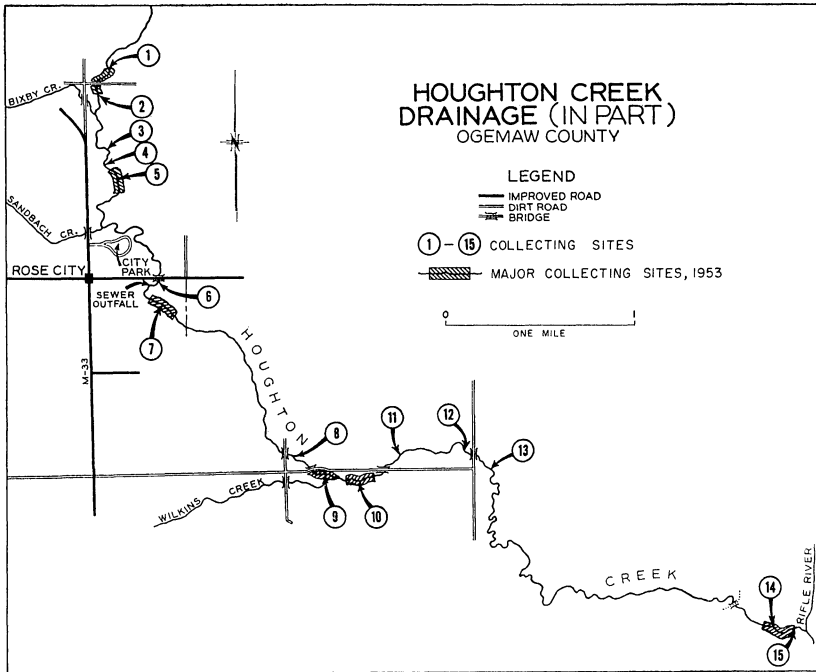 HOUGHTON CREEK
DRAINAGE (IN PART)
OGEMAW COUNTY
LEGEND
IMPROVED ROAD
DIRT ROAD
BRIDGE
1 – 15 COLLECTING SITES
MAJOR COLLECTING SITES, 1953
0 1
ONE MILE
1
BIXBY CR.
2
3
4
5
N
SANDBACH CR.
CITY
PARK
ROSE CITY
SEWER
OUTFALL
6
7
M-33
HOUGHTON
8
11
12
13
WILKINS CREEK
9
10
CREEK
14
RIFLE RIVER
15